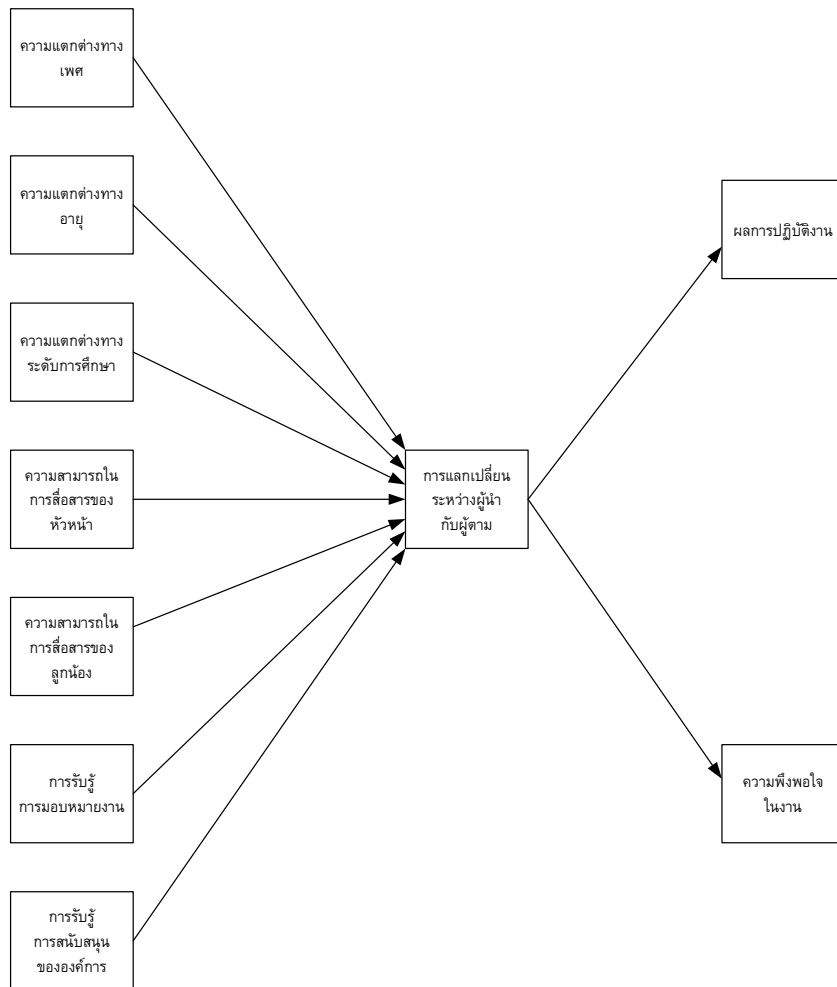 ความแตกต่างทาง
เพศ
ความแตกต่างทาง
อายุ
ความแตกต่างทาง
ระดับการศึกษา
ความสามารถใน
การสื่อสารของ
หัวหน้า
ความสามารถใน
การสื่อสารของ
ลูกน้อง
การรับรู้
การมอบหมายงาน
การรับรู้
การสนับสนุน
ขององค์การ
การแลกเปลี่ยน
ระหว่างผู้นำ
กับผู้ตาม
ผลการปฏิบัติงาน
ความพึงพอใจ
ในงาน